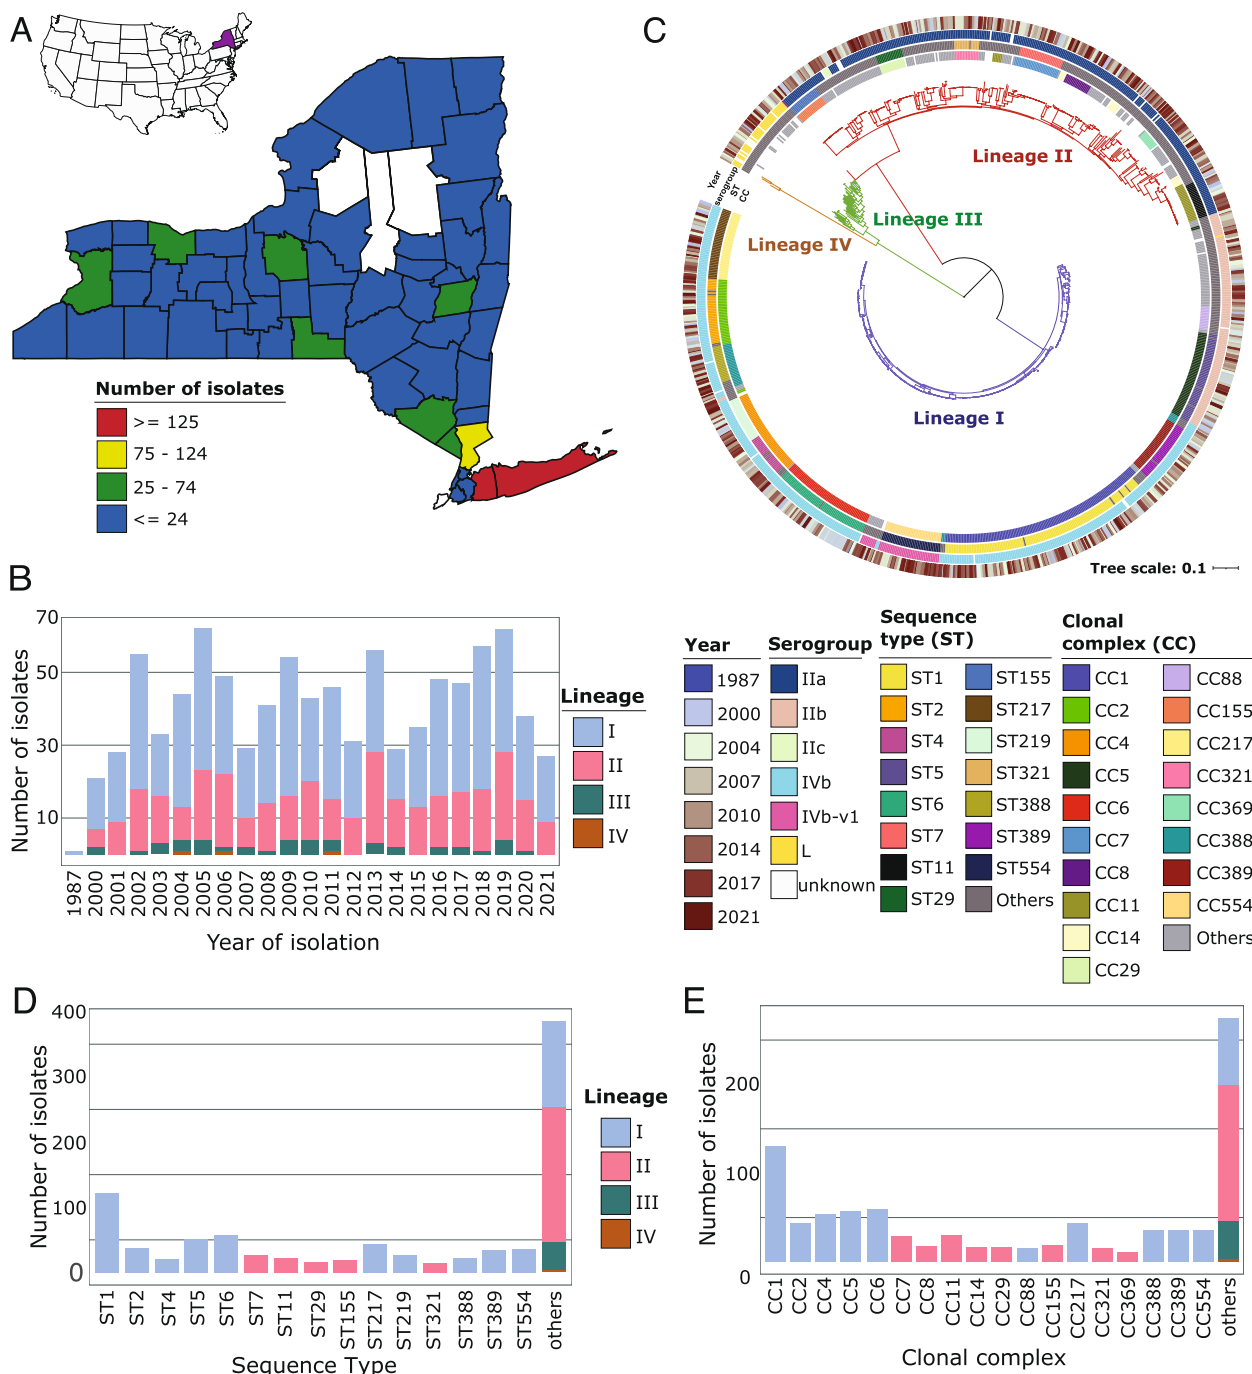 A
Number of isolates
>= 125
75 - 124
25 - 74
<= 24
B
Number of isolates
70
50
30
10
1987
2000
2001
2002
2003
2004
2005
2006
2007
2008
2009
2010
2011
2012
2013
2014
2015
2016
2017
2018
2019
2020
2021
Year of isolation
Lineage
I
II
III
IV
C
Year
serogroup
ST
CC
Lineage II
Lineage III
Lineage IV
Lineage I
Tree scale: 0.1
Year
1987
2000
2004
2007
2010
2014
2017
2021
Serogroup
IIa
IIb
IIc
IVb
IVb-v1
L
unknown
Sequence
type (ST)
ST1
ST2
ST4
ST5
ST6
ST7
ST11
ST29
ST155
ST217
ST219
ST321
ST388
ST389
ST554
Others
Clonal
complex (CC)
CC1
CC2
CC4
CC5
CC6
CC7
CC8
CC11
CC14
CC29
CC88
CC155
CC217
CC321
CC369
CC388
CC389
CC554
Others
D
Number of isolates
400
300
200
100
0
ST1
ST2
ST4
ST5
ST6
ST7
ST11
ST29
ST155
ST217
ST219
ST321
ST388
ST389
ST554
others
Sequence Type
Lineage
I
II
III
IV
E
Number of isolates
200
100
0
CC1
CC2
CC4
CC5
CC6
CC7
CC8
CC11
CC14
CC29
CC88
CC155
CC217
CC321
CC369
CC388
CC389
CC554
others
Clonal complex